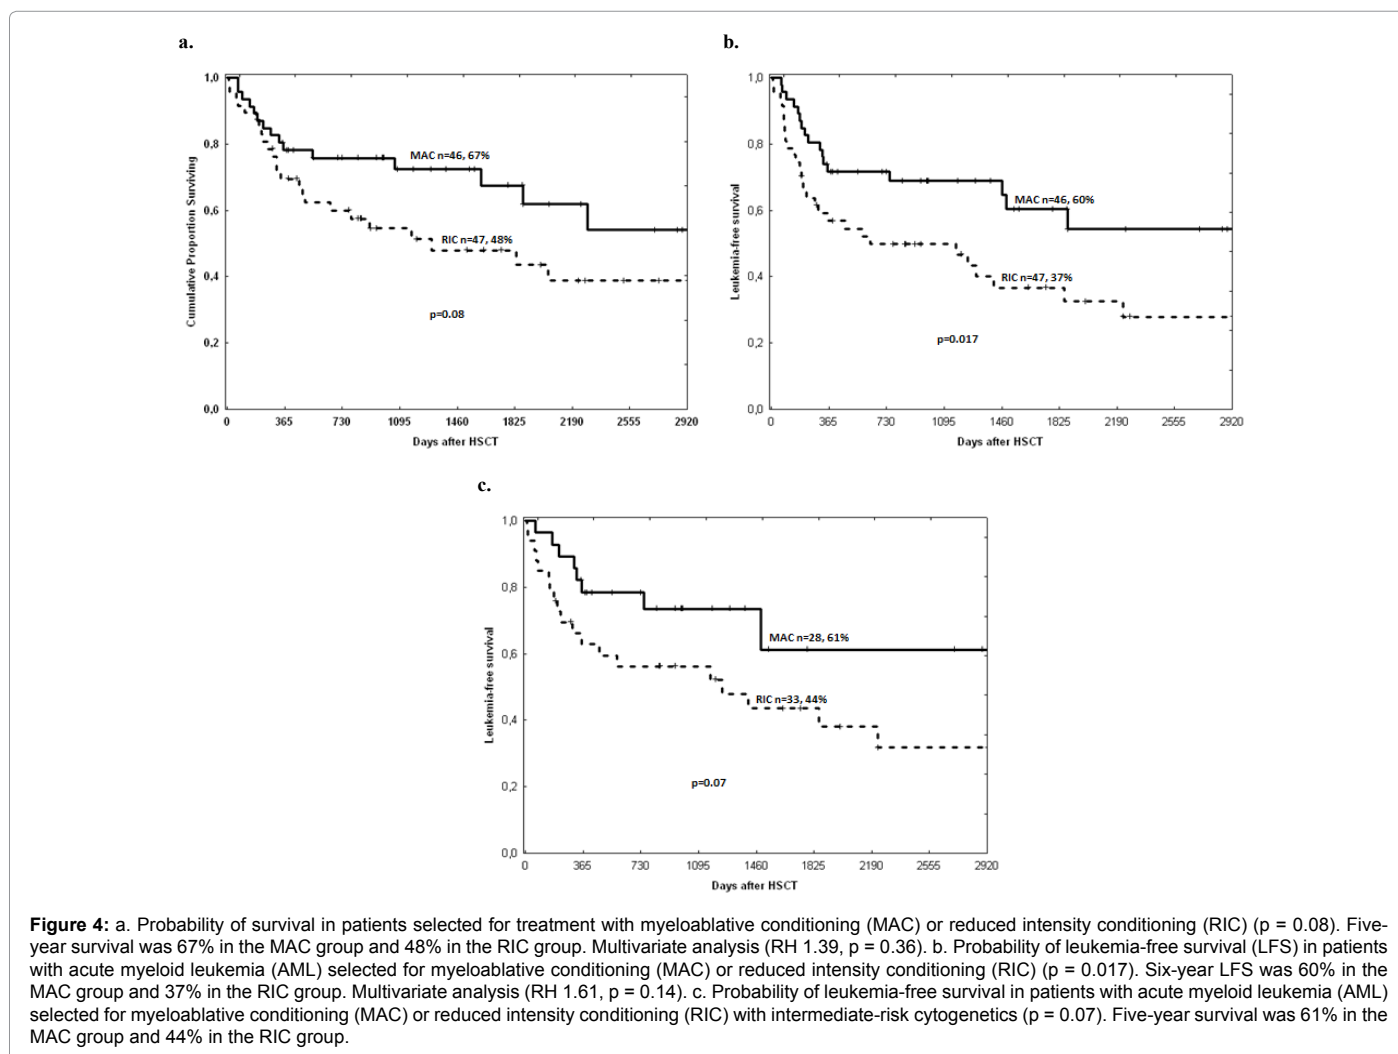 a.
1,0
0,8
0,6
0,4
0,2
0,0
Cumulative Proportion Surviving
MAC n=46, 67%
RIC n=47, 48%
p=0.08
0 365 730 1095 1460 1825 2190 2555 2920
Days after HSCT
b.
1,0
0,8
0,6
0,4
0,2
0,0
Leukemia-free survival
MAC n=46, 60%
RIC n=47, 37%
p=0.017
0 365 730 1095 1460 1825 2190 2555 2920
Days after HSCT
c.
1,0
0,8
0,6
0,4
0,2
0,0
Leukemia-free survival
MAC n=28, 61%
RIC n=33, 44%
p=0.07
0 365 730 1095 1460 1825 2190 2555 2920
Days after HSCT
Figure 4: a. Probability of survival in patients selected for treatment with myeloablative conditioning (MAC) or reduced intensity conditioning (RIC) (p = 0.08). Five-
year survival was 67% in the MAC group and 48% in the RIC group. Multivariate analysis (RH 1.39, p = 0.36). b. Probability of leukemia-free survival (LFS) in patients
with acute myeloid leukemia (AML) selected for myeloablative conditioning (MAC) or reduced intensity conditioning (RIC) (p = 0.017). Six-year LFS was 60% in the
MAC group and 37% in the RIC group. Multivariate analysis (RH 1.61, p = 0.14). c. Probability of leukemia-free survival in patients with acute myeloid leukemia (AML)
selected for myeloablative conditioning (MAC) or reduced intensity conditioning (RIC) with intermediate-risk cytogenetics (p = 0.07). Five-year survival was 61% in the
MAC group and 44% in the RIC group.